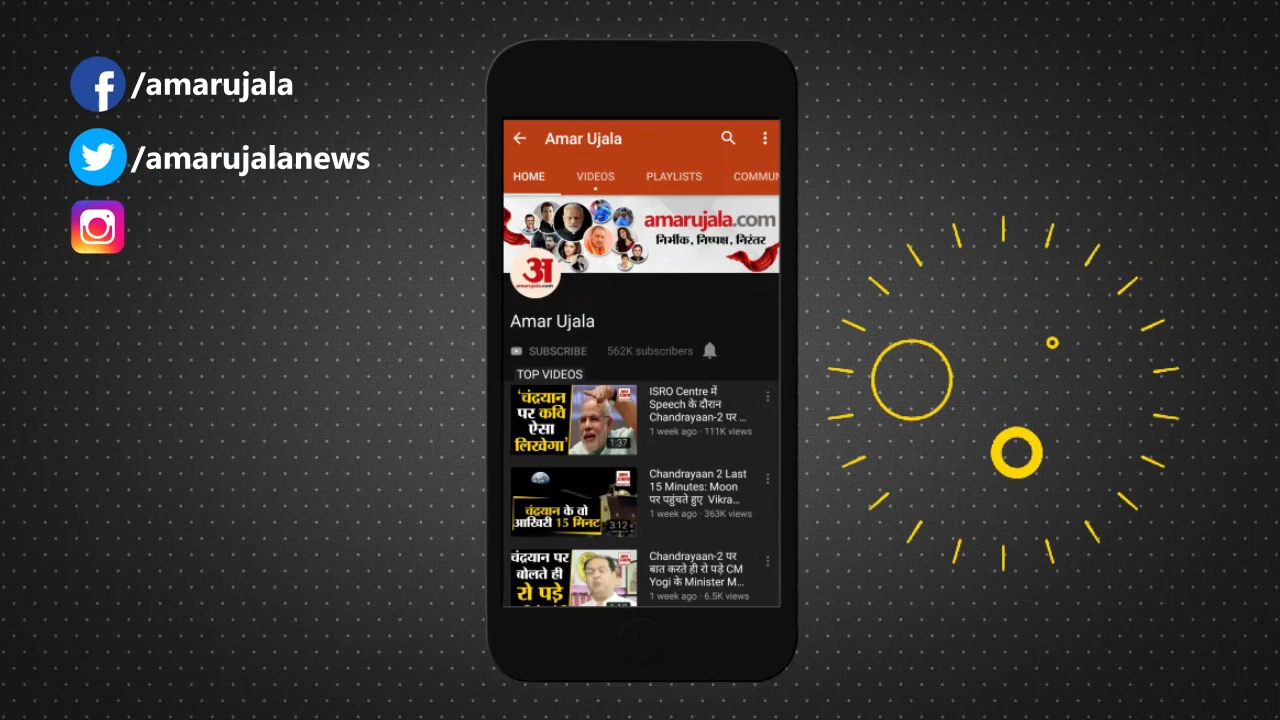 /amarujala
/amarujalanews
Amar Ujala
HOME VIDEOS PLAYLISTS COMMUN
amarujala.com
निर्भीक, निष्पक्ष, निरंतर
अ
amarujala.com
Amar Ujala
SUBSCRIBE 562K subscribers
TOP VIDEOS
'चंद्रयान
पर कवि
ऐसा
लिखेगा'
1:37
ISRO Centre में
Speech के दौरान
Chandrayaan-2 पर ...
1 week ago · 111K views
चंद्रयान के वो
आखिरी 15 मिनट
3:12
Chandrayaan 2 Last
15 Minutes: Moon
पर पहुंचते हुए Vikra...
1 week ago · 363K views
चंद्रयान पर
बोलते ही
रो पड़े
Chandrayaan-2 पर
बात करते ही रो पड़े CM
Yogi के Minister M...
1 week ago · 6.5K views